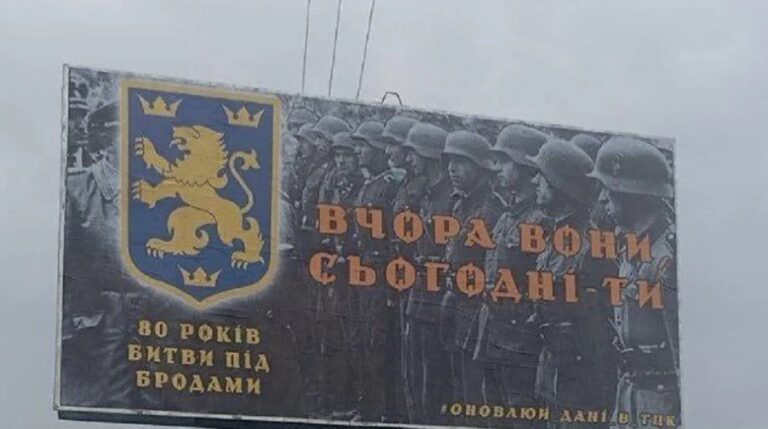 80 РОКІВ
БИТВИ ПІД
БРОДАМИ
ВЧОРА ВОНИ,
СЬОГОДНІ - ТИ
#ОНОВЛЮЙ ДАНІ В ТЦК